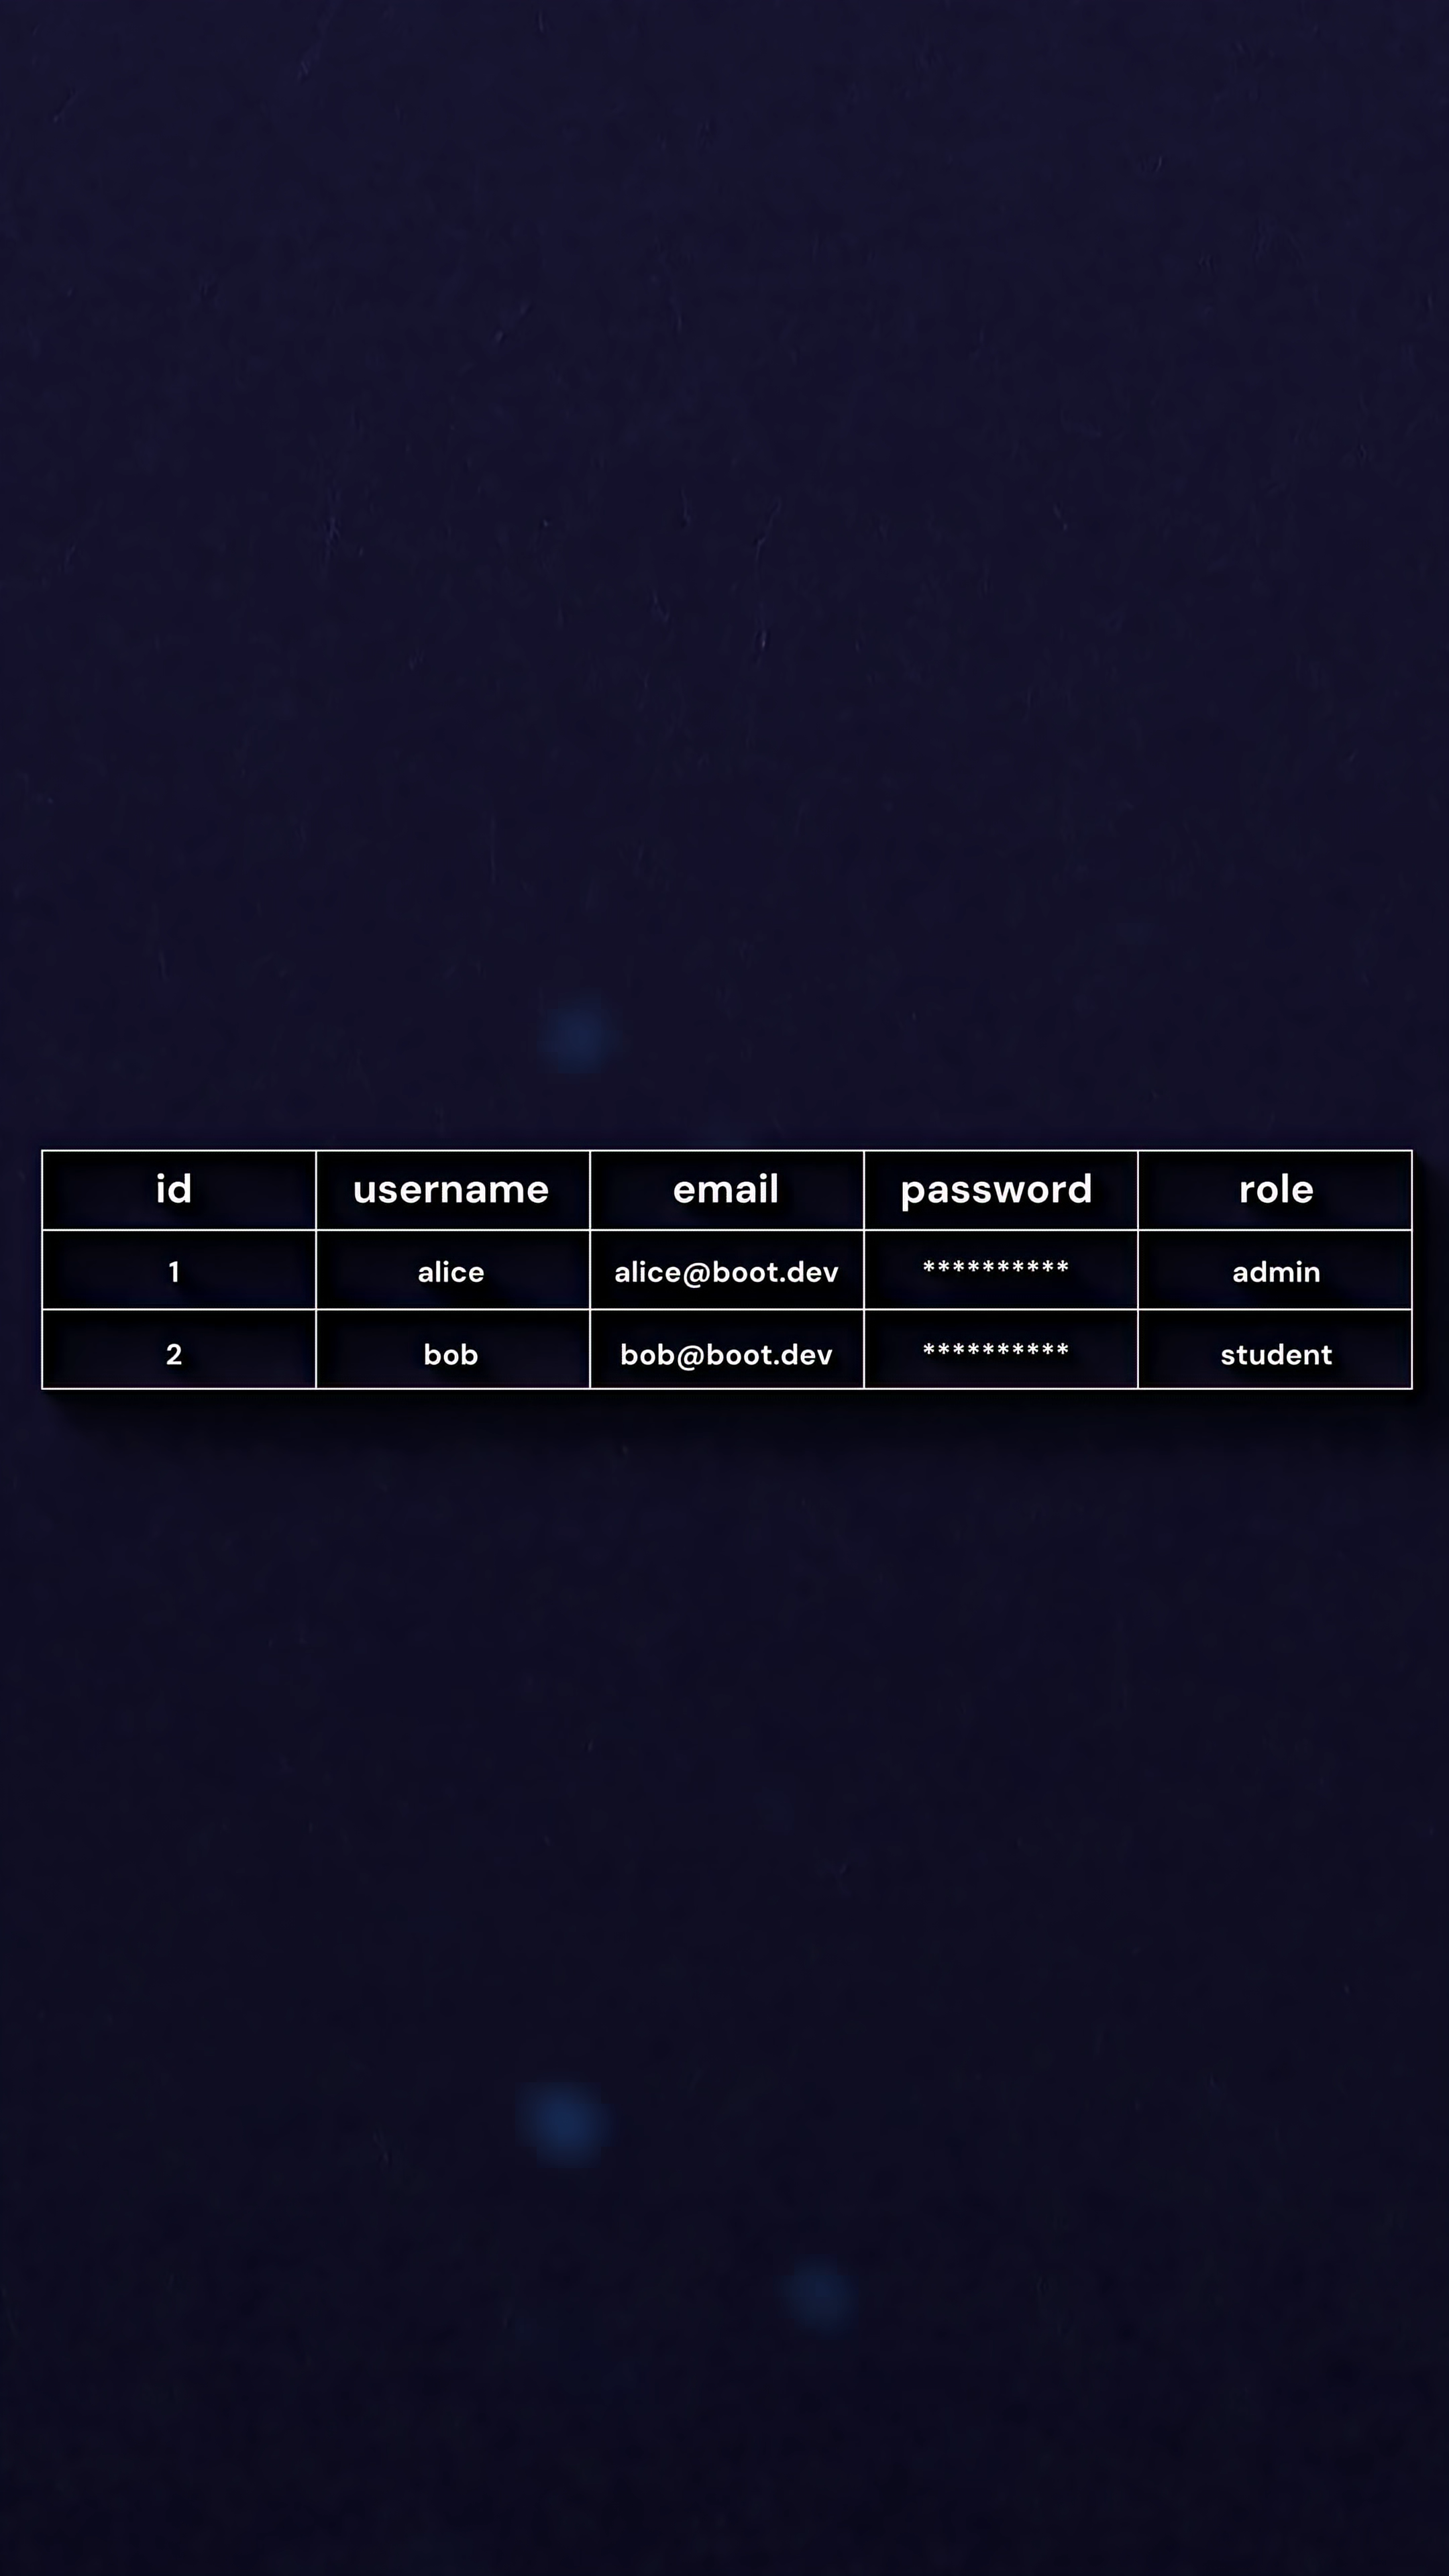 id username email password role
1 alice alice@boot.dev ********** admin
2 bob bob@boot.dev ********** student